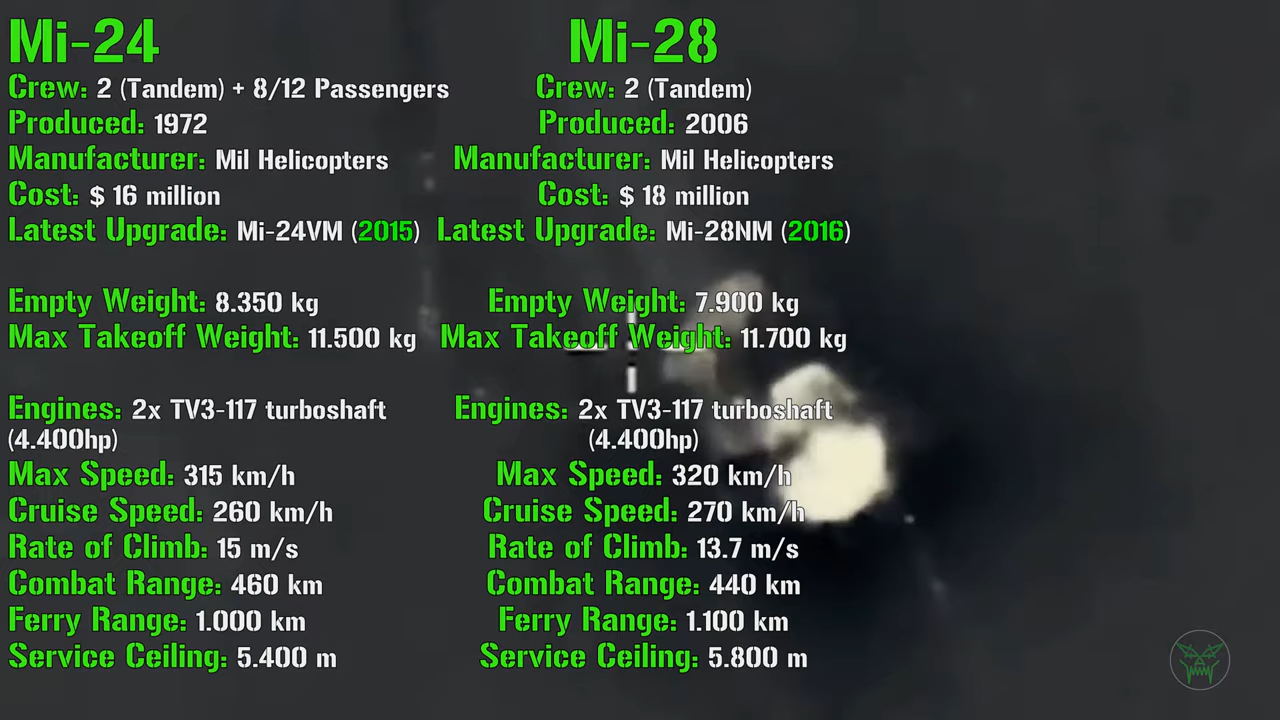 Mi-24
Crew: 2 (Tandem) + 8/12 Passengers
Produced: 1972
Manufacturer: Mil Helicopters
Cost: $ 16 million
Latest Upgrade: Mi-24VM (2015)
Empty Weight: 8.350 kg
Max Takeoff Weight: 11.500 kg
Engines: 2x TV3-117 turboshaft
(4.400hp)
Max Speed: 315 km/h
Cruise Speed: 260 km/h
Rate of Climb: 15 m/s
Combat Range: 460 km
Ferry Range: 1.000 km
Service Ceiling: 5.400 m
Mi-28
Crew: 2 (Tandem)
Produced: 2006
Manufacturer: Mil Helicopters
Cost: $ 18 million
Latest Upgrade: Mi-28NM (2016)
Empty Weight: 7.900 kg
Max Takeoff Weight: 11.700 kg
Engines: 2x TV3-117 turboshaft
(4.400hp)
Max Speed: 320 km/h
Cruise Speed: 270 km/h
Rate of Climb: 13.7 m/s
Combat Range: 440 km
Ferry Range: 1.100 km
Service Ceiling: 5.800 m